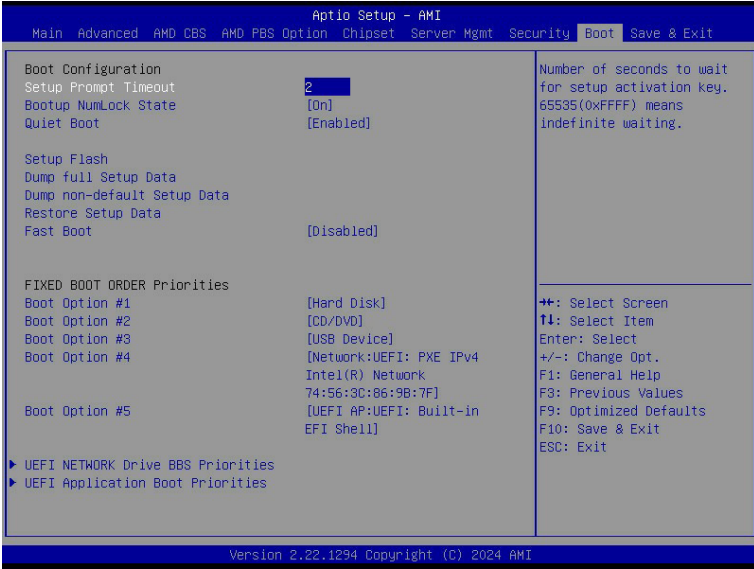 Aptio Setup – AMI
Main Advanced AMD CBS AMD PBS Option Chipset Server Mgmt Security Boot Save & Exit
Boot Configuration
Setup Prompt Timeout 2
Bootup NumLock State [On]
Quiet Boot [Enabled]
Setup Flash
Dump full Setup Data
Dump non-default Setup Data
Restore Setup Data
Fast Boot [Disabled]
FIXED BOOT ORDER Priorities
Boot Option #1 [Hard Disk]
Boot Option #2 [CD/DVD]
Boot Option #3 [USB Device]
Boot Option #4 [Network:UEFI: PXE IPv4
Intel(R) Network
74:56:3C:86:9B:7F]
Boot Option #5 [UEFI AP:UEFI: Built-in
EFI Shell]
UEFI NETWORK Drive BBS Priorities
UEFI Application Boot Priorities
Number of seconds to wait
for setup activation key.
65535(0xFFFF) means
indefinite waiting.
→←: Select Screen
↑↓: Select Item
Enter: Select
+/-: Change Opt.
F1: General Help
F3: Previous Values
F9: Optimized Defaults
F10: Save & Exit
ESC: Exit
Version 2.22.1294 Copyright (C) 2024 AMI